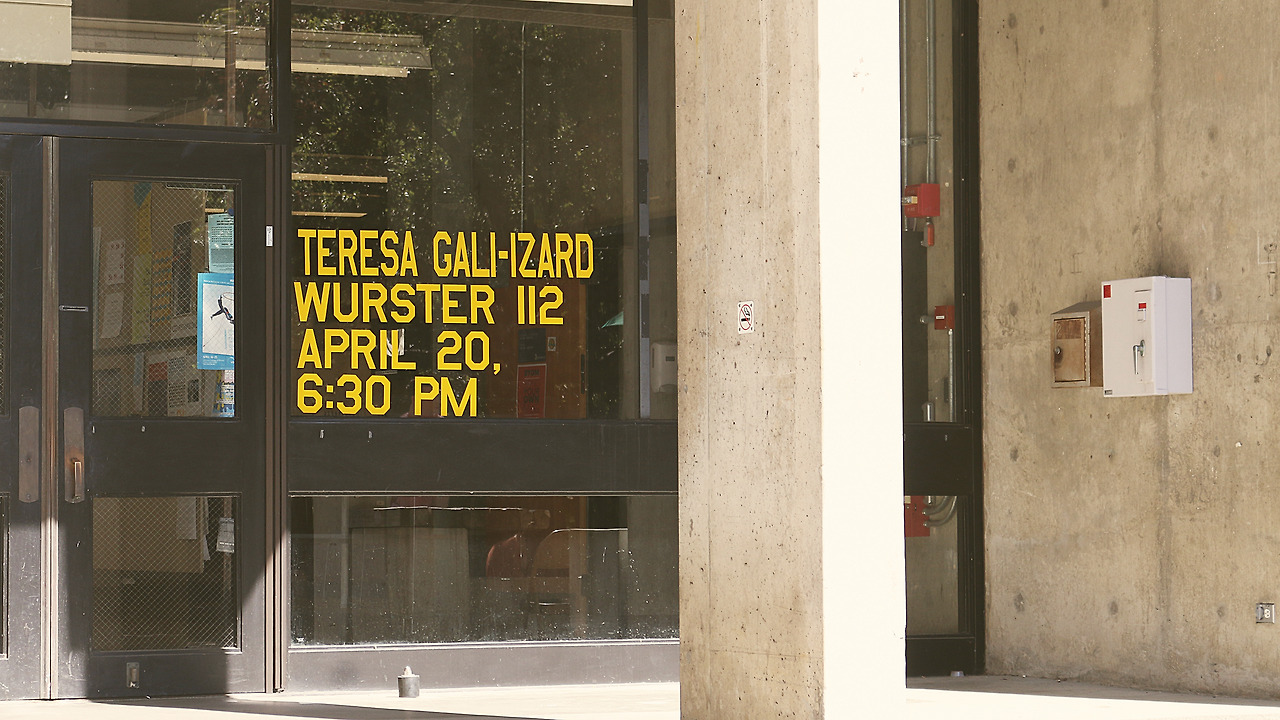 TERESA GALI-IZARD
WURSTER 112
APRIL 20,
6:30 PM